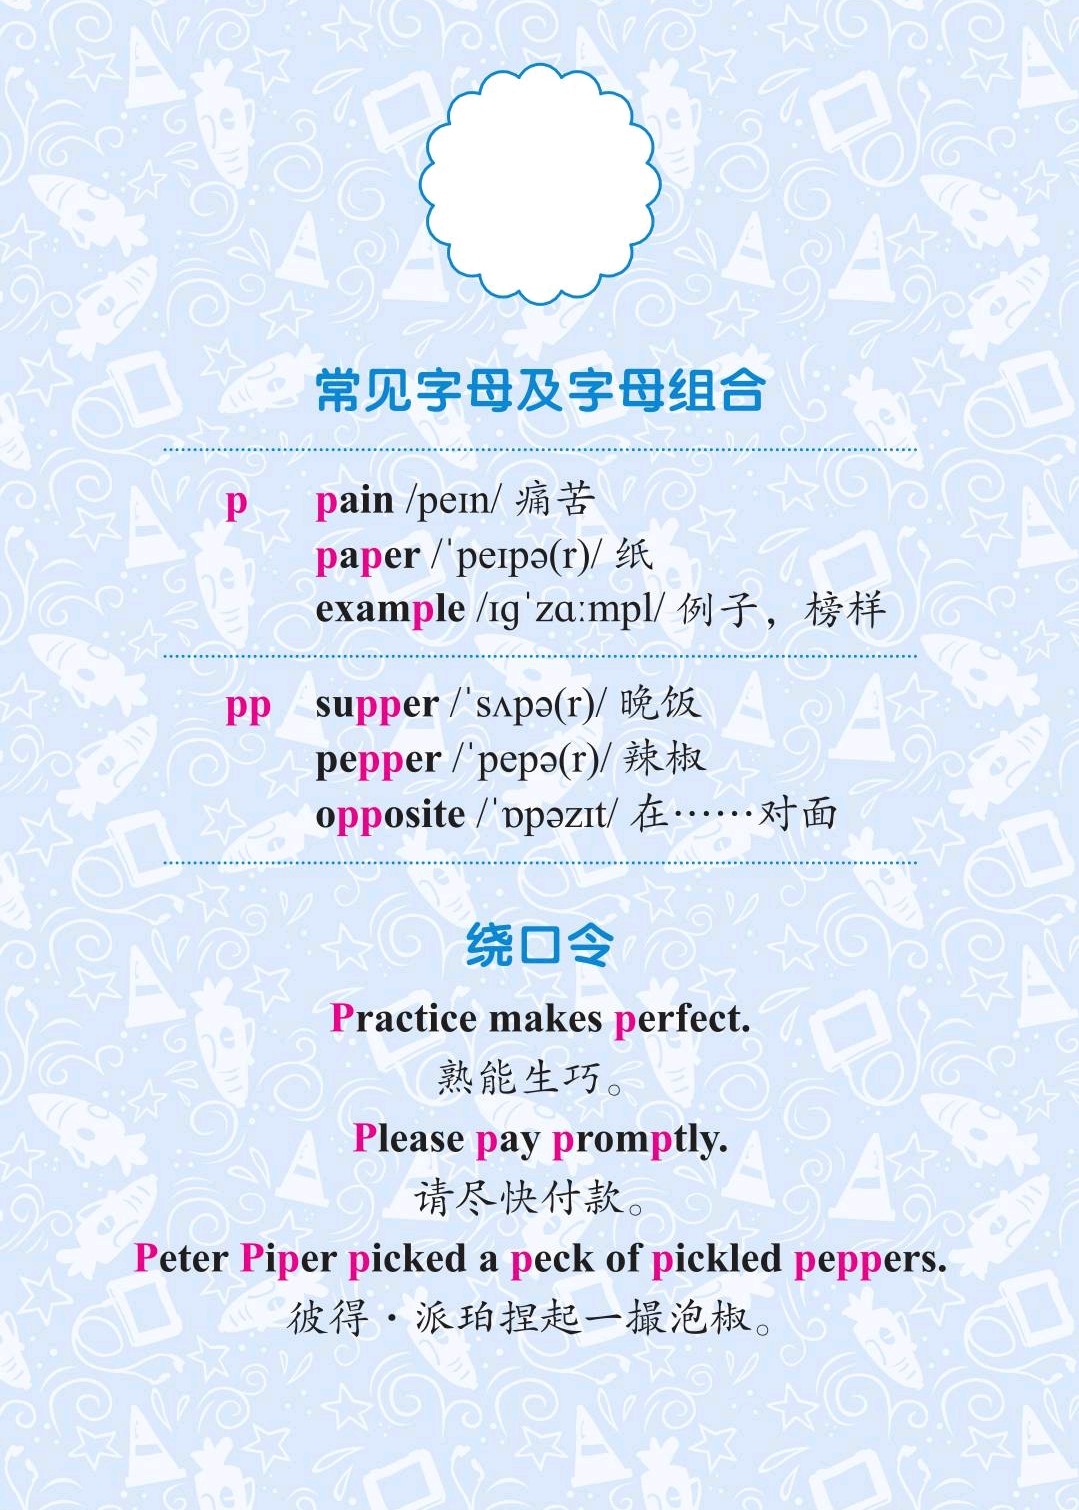 常见字母及字母组合
p pain /peɪn/ 痛苦
paper /ˈpeɪpə(r)/ 纸
example /ɪɡˈzɑːmpl/ 例子，榜样
pp supper /ˈsʌpə(r)/ 晚饭
pepper /ˈpepə(r)/ 辣椒
opposite /ˈɒpəzɪt/ 在……对面
绕口令
Practice makes perfect.
熟能生巧。
Please pay promptly.
请尽快付款。
Peter Piper picked a peck of pickled peppers.
彼得·派珀捏起一撮泡椒。